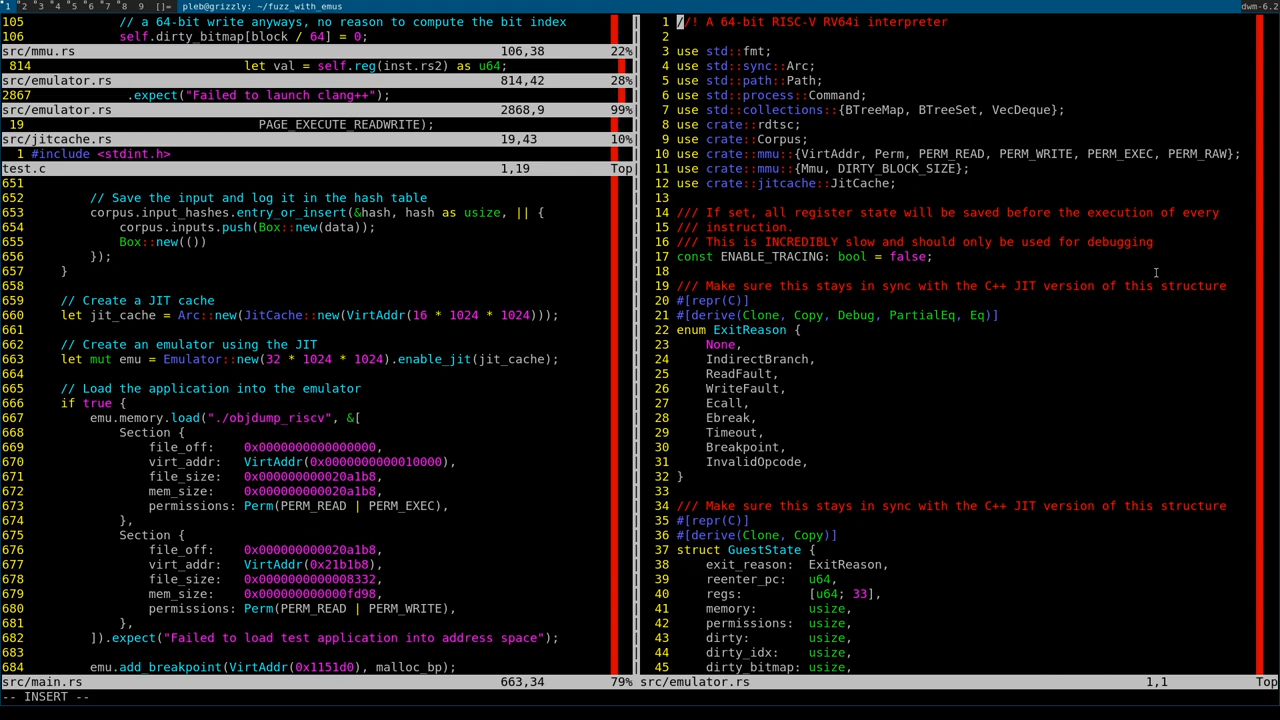 1 2 3 4 5 6 7 8 9 []= pleb@grizzly: ~/fuzz_with_emus dwm-6.2
105 // a 64-bit write anyways, no reason to compute the bit index
106 self.dirty_bitmap[block / 64] = 0;
src/mmu.rs 106,38 22%
814 let val = self.reg(inst.rs2) as u64;
src/emulator.rs 814,42 28%
2867 .expect("Failed to launch clang++");
src/emulator.rs 2868,9 99%
19 PAGE_EXECUTE_READWRITE);
src/jitcache.rs 19,43 10%
1 #include <stdint.h>
test.c 1,19 Top
651
652 // Save the input and log it in the hash table
653 corpus.input_hashes.entry_or_insert(&hash, hash as usize, || {
654 corpus.inputs.push(Box::new(data));
655 Box::new(())
656 });
657 }
658
659 // Create a JIT cache
660 let jit_cache = Arc::new(JitCache::new(VirtAddr(16 * 1024 * 1024)));
661
662 // Create an emulator using the JIT
663 let mut emu = Emulator::new(32 * 1024 * 1024).enable_jit(jit_cache);
664
665 // Load the application into the emulator
666 if true {
667 emu.memory.load("./objdump_riscv", &[
668 Section {
669 file_off: 0x0000000000000000,
670 virt_addr: VirtAddr(0x0000000000010000),
671 file_size: 0x000000000020a1b8,
672 mem_size: 0x000000000020a1b8,
673 permissions: Perm(PERM_READ | PERM_EXEC),
674 },
675 Section {
676 file_off: 0x000000000020a1b8,
677 virt_addr: VirtAddr(0x21b1b8),
678 file_size: 0x0000000000008332,
679 mem_size: 0x000000000000fd98,
680 permissions: Perm(PERM_READ | PERM_WRITE),
681 },
682 ]).expect("Failed to load test application into address space");
683
684 emu.add_breakpoint(VirtAddr(0x1151d0), malloc_bp);
src/main.rs 663,34 79%
-- INSERT --
1 //! A 64-bit RISC-V RV64i interpreter
2
3 use std::fmt;
4 use std::sync::Arc;
5 use std::path::Path;
6 use std::process::Command;
7 use std::collections::{BTreeMap, BTreeSet, VecDeque};
8 use crate::rdtsc;
9 use crate::Corpus;
10 use crate::mmu::{VirtAddr, Perm, PERM_READ, PERM_WRITE, PERM_EXEC, PERM_RAW};
11 use crate::mmu::{Mmu, DIRTY_BLOCK_SIZE};
12 use crate::jitcache::JitCache;
13
14 /// If set, all register state will be saved before the execution of every
15 /// instruction.
16 /// This is INCREDIBLY slow and should only be used for debugging
17 const ENABLE_TRACING: bool = false;
18
19 /// Make sure this stays in sync with the C++ JIT version of this structure
20 #[repr(C)]
21 #[derive(Clone, Copy, Debug, PartialEq, Eq)]
22 enum ExitReason {
23 None,
24 IndirectBranch,
25 ReadFault,
26 WriteFault,
27 Ecall,
28 Ebreak,
29 Timeout,
30 Breakpoint,
31 InvalidOpcode,
32 }
33
34 /// Make sure this stays in sync with the C++ JIT version of this structure
35 #[repr(C)]
36 #[derive(Clone, Copy)]
37 struct GuestState {
38 exit_reason: ExitReason,
39 reenter_pc: u64,
40 regs: [u64; 33],
41 memory: usize,
42 permissions: usize,
43 dirty: usize,
44 dirty_idx: usize,
45 dirty_bitmap: usize,
src/emulator.rs 1,1 Top